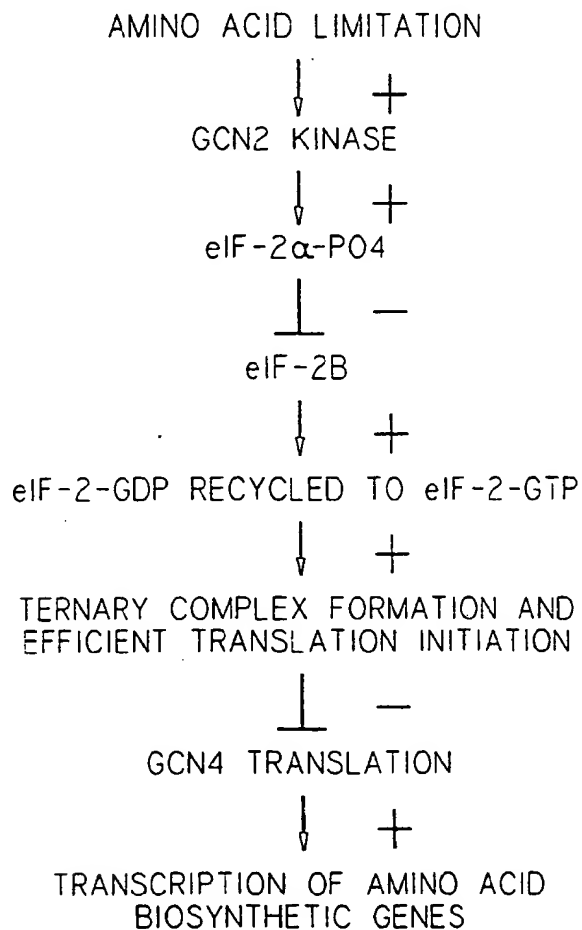 AMINO ACID LIMITATION
+
GCN2 KINASE
+
eIF-2α-PO4
−
eIF-2B
+
eIF-2-GDP RECYCLED TO eIF-2-GTP
+
TERNARY COMPLEX FORMATION AND
EFFICIENT TRANSLATION INITIATION
−
GCN4 TRANSLATION
+
TRANSCRIPTION OF AMINO ACID
BIOSYNTHETIC GENES